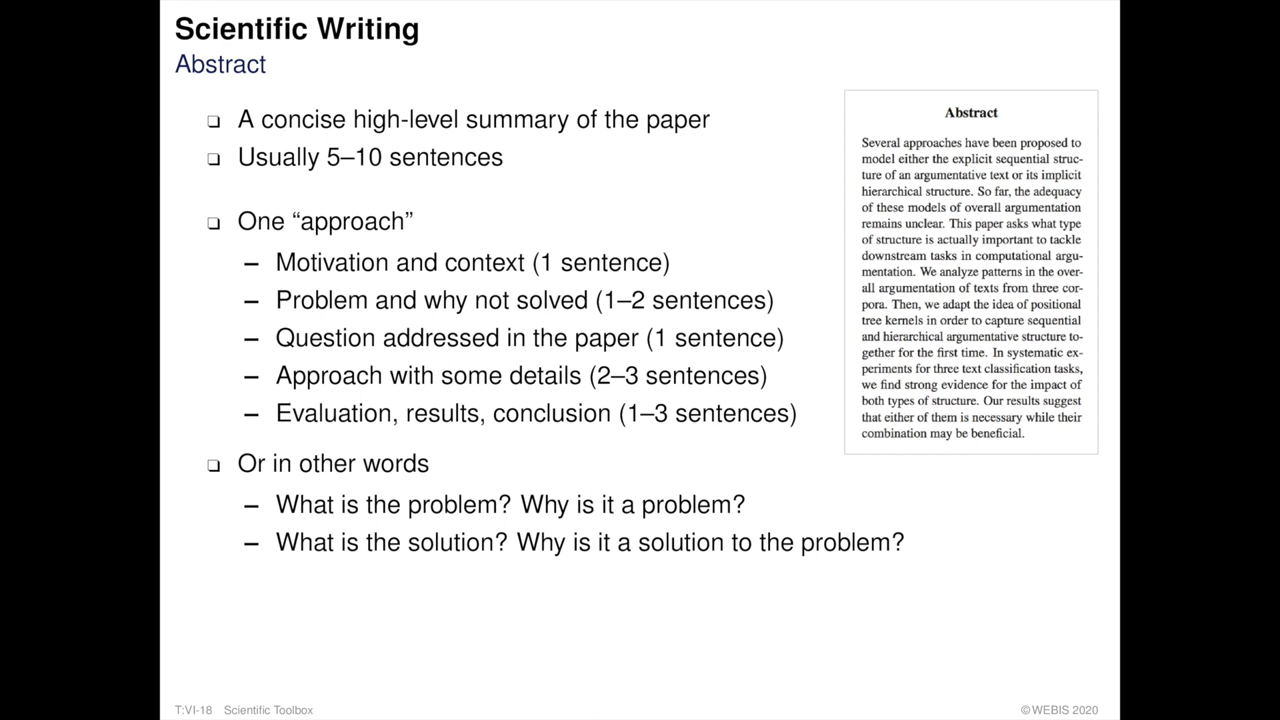 Scientific Writing
Abstract
❑ A concise high-level summary of the paper
❑ Usually 5–10 sentences
❑ One “approach”
– Motivation and context (1 sentence)
– Problem and why not solved (1–2 sentences)
– Question addressed in the paper (1 sentence)
– Approach with some details (2–3 sentences)
– Evaluation, results, conclusion (1–3 sentences)
❑ Or in other words
– What is the problem? Why is it a problem?
– What is the solution? Why is it a solution to the problem?
Abstract
Several approaches have been proposed to
model either the explicit sequential struc-
ture of an argumentative text or its implicit
hierarchical structure. So far, the adequacy
of these models of overall argumentation
remains unclear. This paper asks what type
of structure is actually important to tackle
downstream tasks in computational argu-
mentation. We analyze patterns in the over-
all argumentation of texts from three cor-
pora. Then, we adapt the idea of positional
tree kernels in order to capture sequential
and hierarchical argumentative structure to-
gether for the first time. In systematic ex-
periments for three text classification tasks,
we find strong evidence for the impact of
both types of structure. Our results suggest
that either of them is necessary while their
combination may be beneficial.
T:VI-18 Scientific Toolbox
©WEBIS 2020